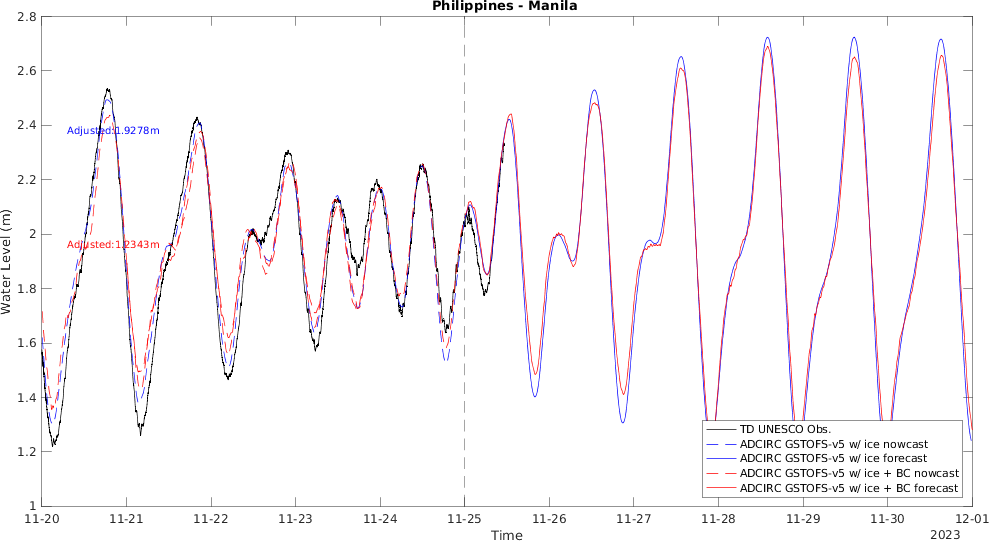 Philippines - Manila
2.8
2.6
2.4
2.2
2
1.8
1.6
1.4
1.2
1
Water Level (m)
Adjusted:1.9278m
Adjusted:1.2343m
TD UNESCO Obs.
ADCIRC GSTOFS-v5 w/ ice nowcast
ADCIRC GSTOFS-v5 w/ ice forecast
ADCIRC GSTOFS-v5 w/ ice + BC nowcast
ADCIRC GSTOFS-v5 w/ ice + BC forecast
11-20 11-21 11-22 11-23 11-24 11-25 11-26 11-27 11-28 11-29 11-30 12-01
Time
2023